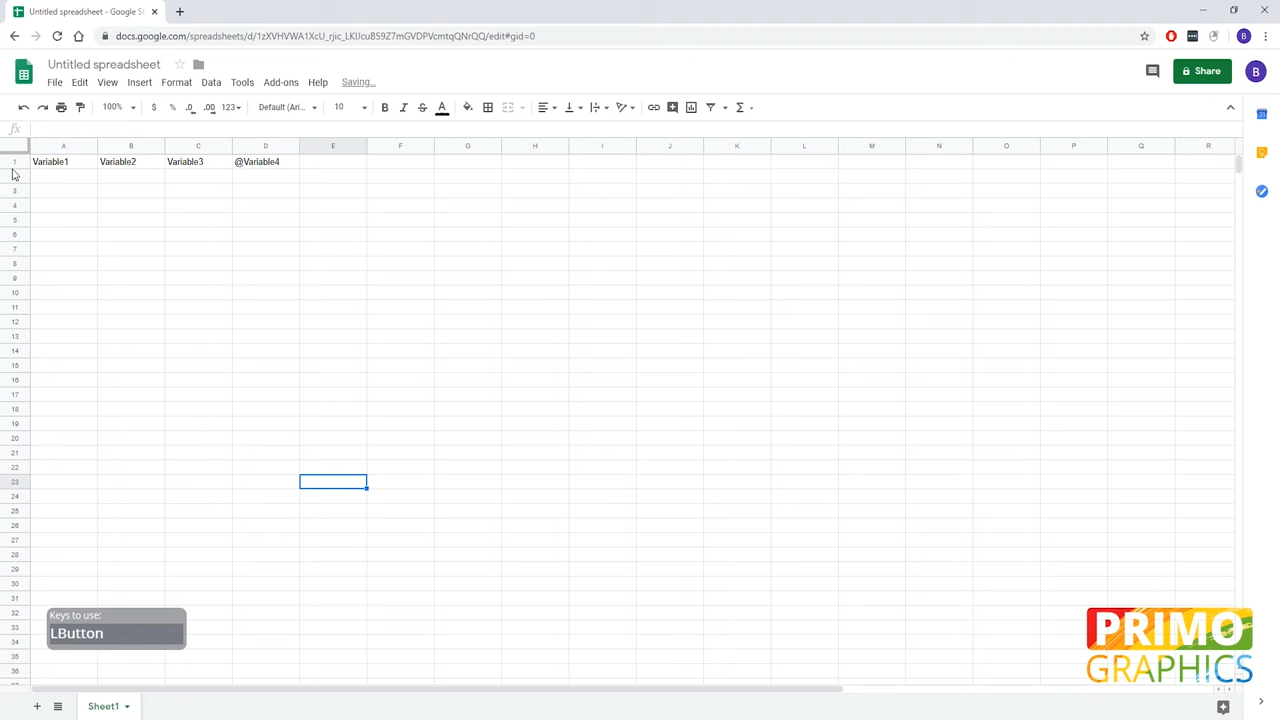 Untitled spreadsheet - Google S
docs.google.com/spreadsheets/d/1zXVHVWA1XcU_rjic_LKlJcuB59Z7mGVDPVcmtqQNrQQ/edit#gid=0
B
Untitled spreadsheet
File Edit View Insert Format Data Tools Add-ons Help Saving...
Share
B
100% $ % .0 .00 123 Default (Ari... 10 B I S A
fx
A B C D E F G H I J K L M N O P Q R
1 Variable1 Variable2 Variable3 @Variable4
3
4
5
6
7
8
9
10
11
12
13
14
15
16
17
18
19
20
21
22
23
24
25
26
27
28
29
30
31
32
33
34
35
36
Keys to use:
LButton
PRIMO
GRAPHICS
Sheet1